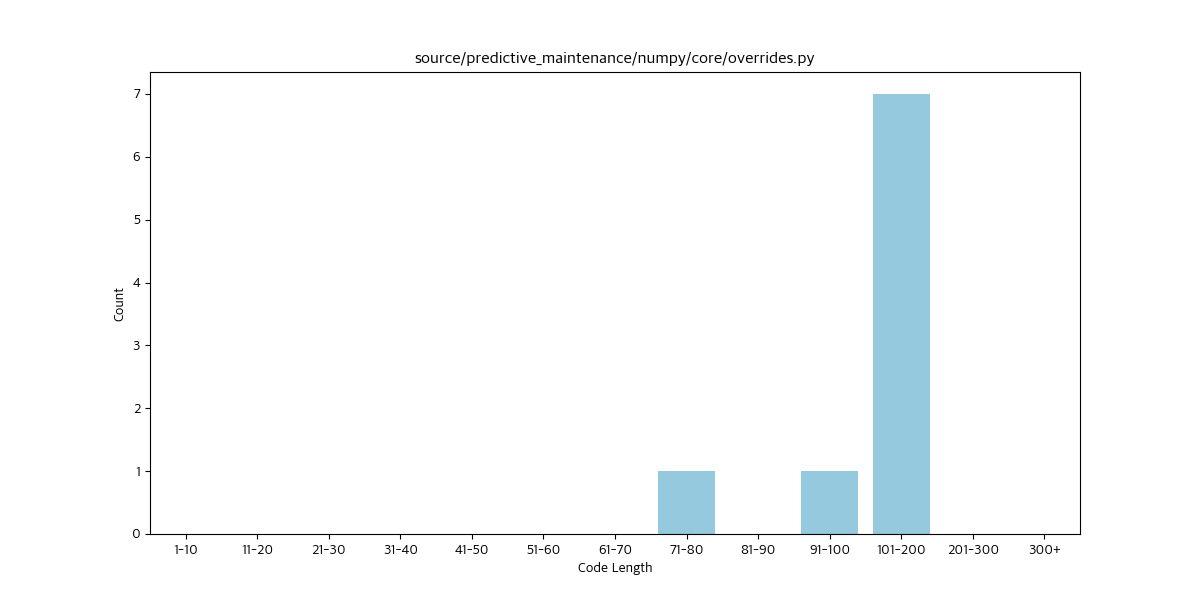 source/predictive_maintenance/numpy/core/overrides.py
Count
7
6
5
4
3
2
1
0
1-10 11-20 21-30 31-40 41-50 51-60 61-70 71-80 81-90 91-100 101-200 201-300 300+
Code Length